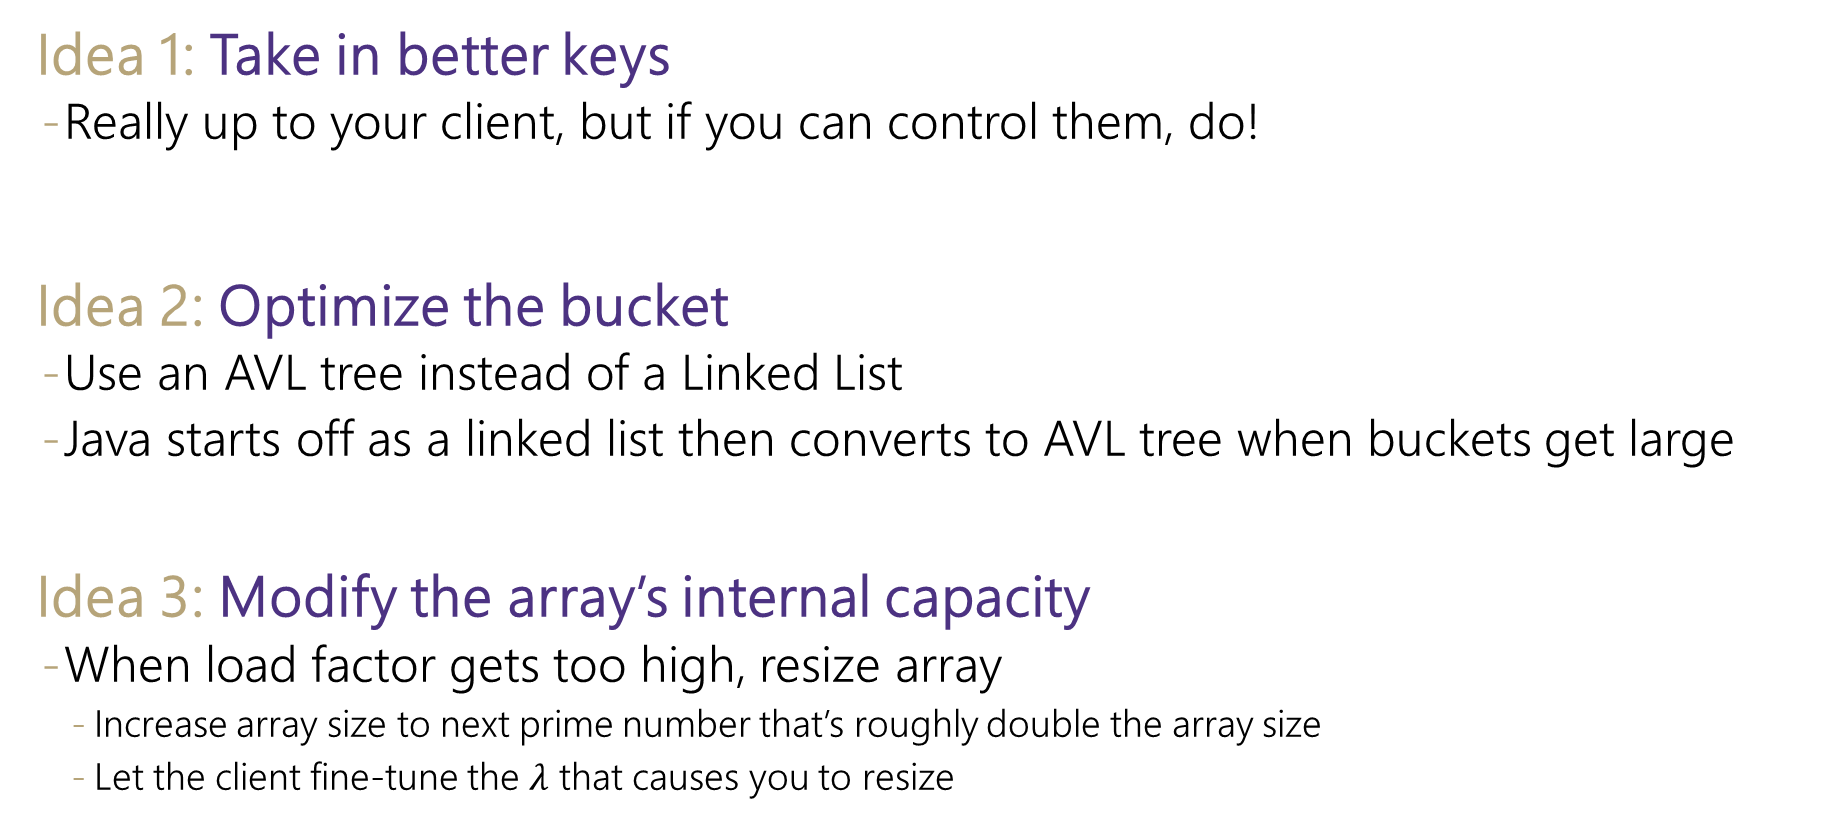 Idea 1: Take in better keys
-Really up to your client, but if you can control them, do!
Idea 2: Optimize the bucket
-Use an AVL tree instead of a Linked List
-Java starts off as a linked list then converts to AVL tree when buckets get large
Idea 3: Modify the array’s internal capacity
-When load factor gets too high, resize array
- Increase array size to next prime number that’s roughly double the array size
- Let the client fine-tune the 𝜆 that causes you to resize